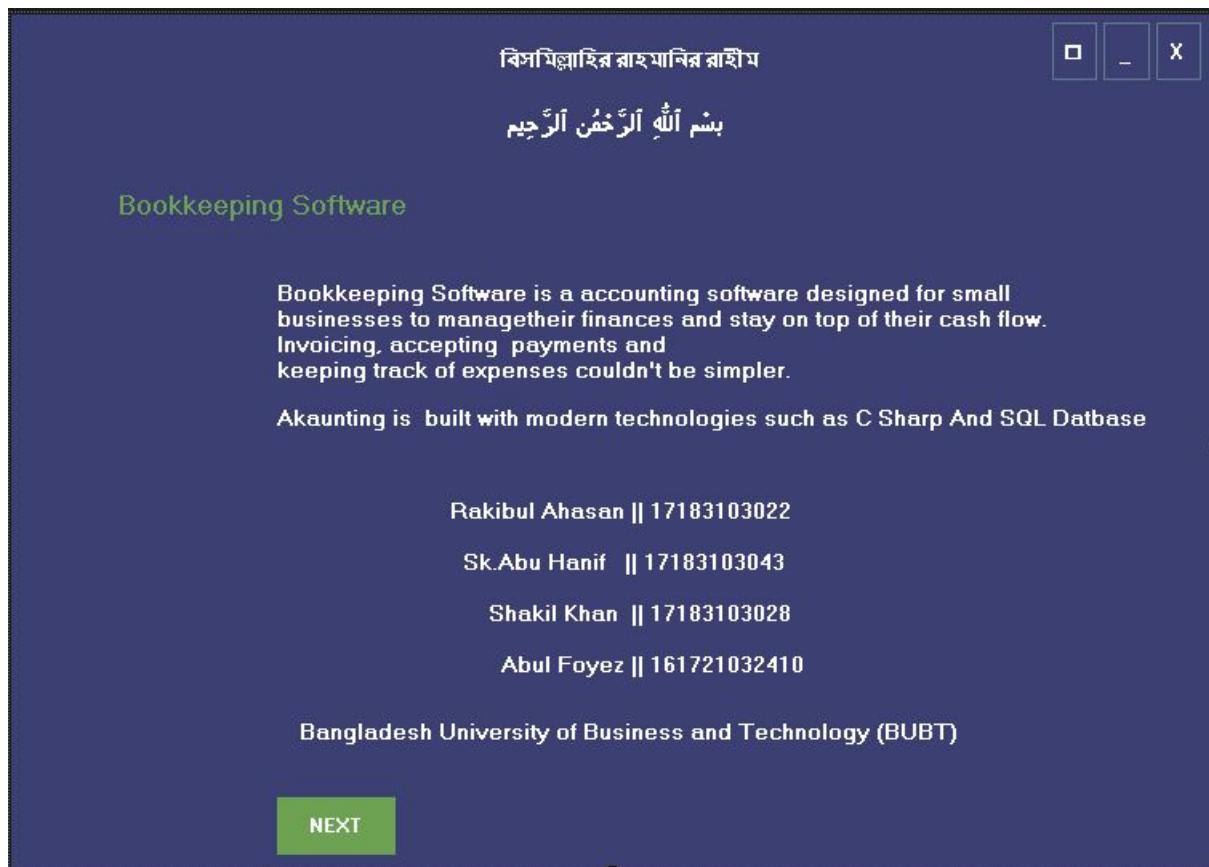 বিসমিল্লাহির রাহমানির রাহীম
بِسْمِ ٱللَّهِ ٱلرَّحْمَٰنِ ٱلرَّحِيمِ
Bookkeeping Software
Bookkeeping Software is a accounting software designed for small
businesses to managetheir finances and stay on top of their cash flow.
Invoicing, accepting  payments and
keeping track of expenses couldn't be simpler.
Akaunting is  built with modern technologies such as C Sharp And SQL Datbase
Rakibul Ahasan || 17183103022
Sk.Abu Hanif   || 17183103043
Shakil Khan  || 17183103028
Abul Foyez || 161721032410
Bangladesh University of Business and Technology (BUBT)
NEXT